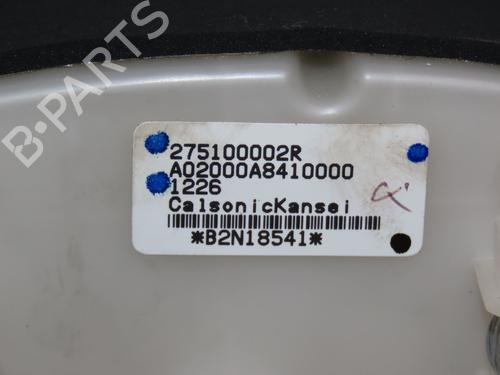 B-PARTS
275100002R
A02000A8410000
1226
CalsonicKansei
*B2N18541*